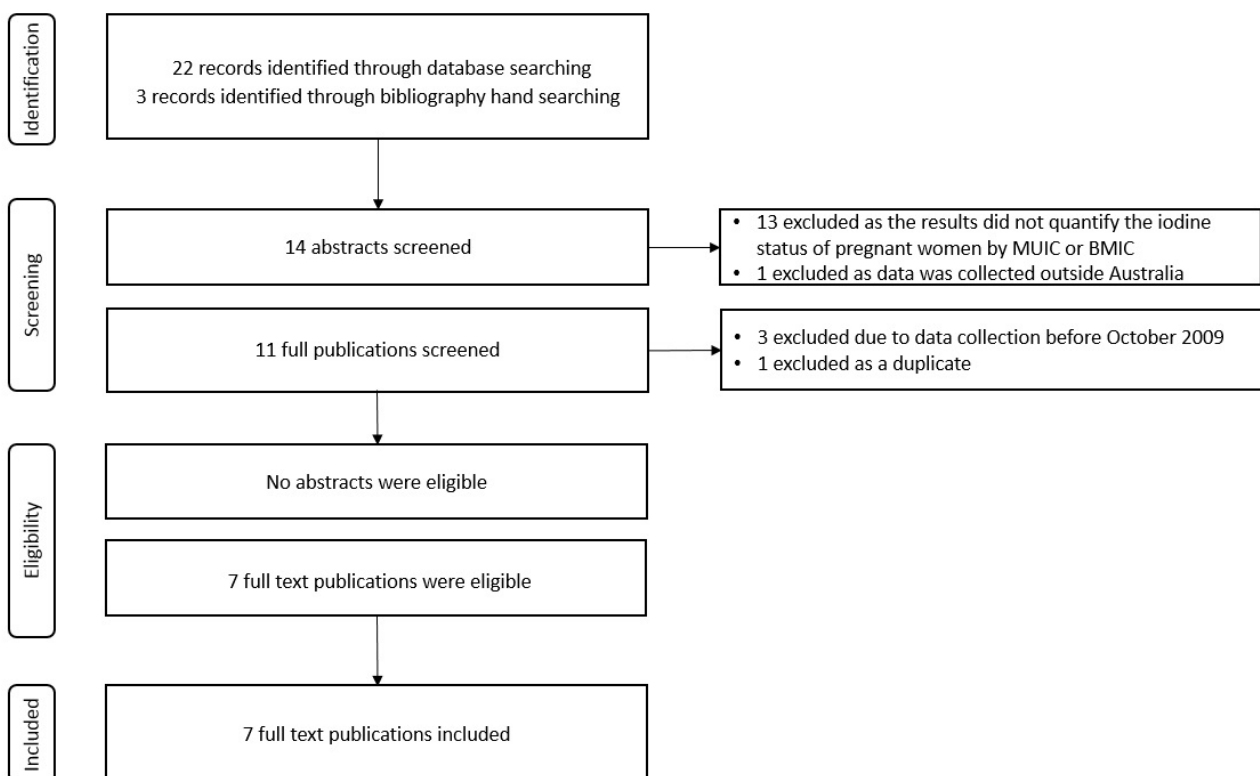 Identification
22 records identified through database searching
3 records identified through bibliography hand searching
Screening
14 abstracts screened
• 13 excluded as the results did not quantify the iodine
status of pregnant women by MUIC or BMIC
• 1 excluded as data was collected outside Australia
11 full publications screened
• 3 excluded due to data collection before October 2009
• 1 excluded as a duplicate
Eligibility
No abstracts were eligible
7 full text publications were eligible
Included
7 full text publications included